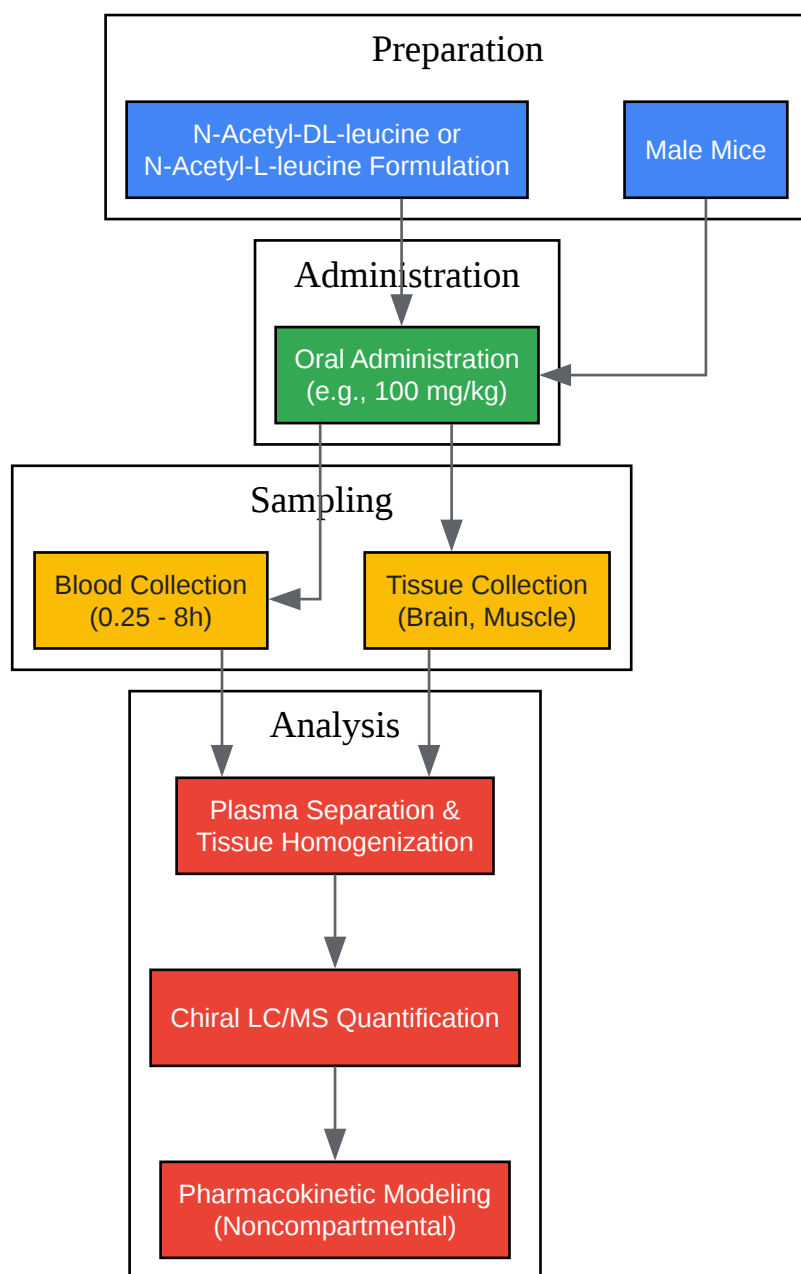 Preparation
N-Acetyl-DL-leucine or
N-Acetyl-L-leucine Formulation
Male Mice
Administration
Oral Administration
(e.g., 100 mg/kg)
Sampling
Blood Collection
(0.25 - 8h)
Tissue Collection
(Brain, Muscle)
Analysis
Plasma Separation &
Tissue Homogenization
Chiral LC/MS Quantification
Pharmacokinetic Modeling
(Noncompartmental)